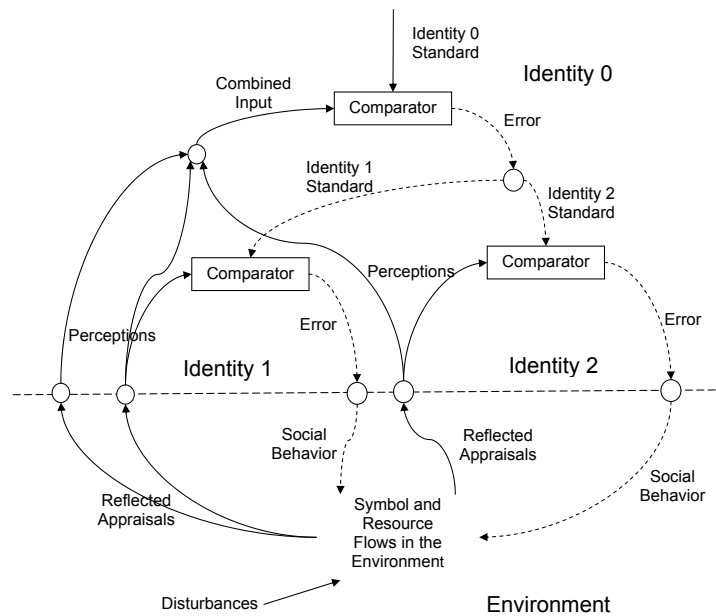 Identity 0
Standard
Identity 0
Combined
Input
Comparator
Error
Identity 1
Standard
Identity 2
Standard
Comparator
Perceptions
Comparator
Perceptions
Error
Error
Identity 1
Identity 2
Social
Behavior
Reflected
Appraisals
Social
Behavior
Reflected
Appraisals
Symbol and
Resource
Flows in the
Environment
Disturbances
Environment